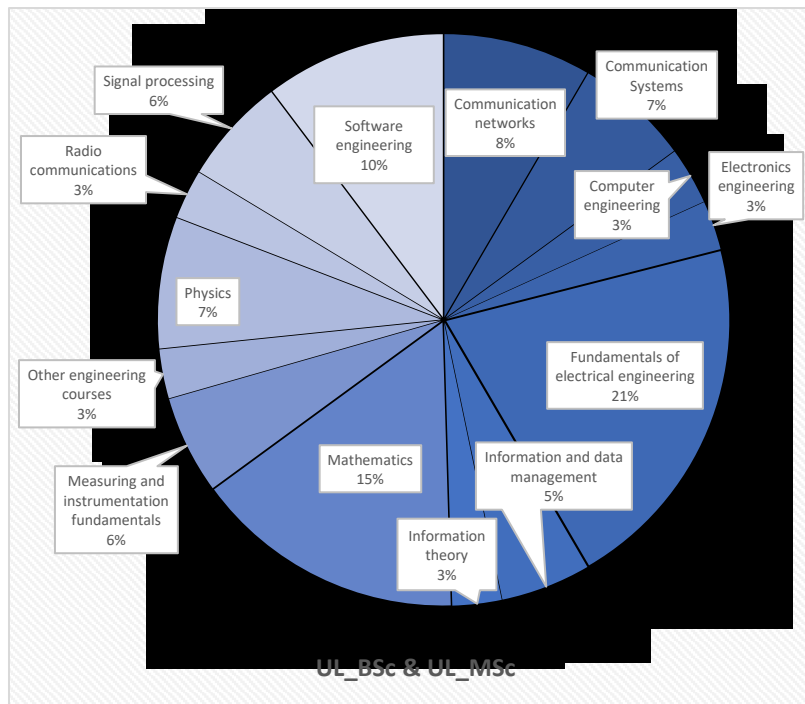 Signal processing
6%
Software engineering
10%
Communication networks
8%
Communication
Systems
7%
Radio
communications
3%
Computer
engineering
3%
Electronics
engineering
3%
Physics
7%
Fundamentals of
electrical engineering
21%
Other engineering
courses
3%
Mathematics
15%
Information and data
management
5%
Measuring and
instrumentation
fundamentals
6%
Information
theory
3%
UL_BSc & UL_MSc